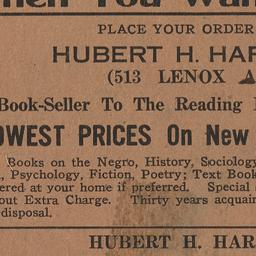 You Wan
PLACE YOUR ORDER
HUBERT H. HAR
(513 LENOX A
Book-Seller To The Reading
OWEST PRICES On New
Books on the Negro, History, Sociology
, Psychology, Fiction, Poetry; Text Book
ered at your home if preferred. Special
out Extra Charge. Thirty years acquain
disposal.
HUBERT H. HAR